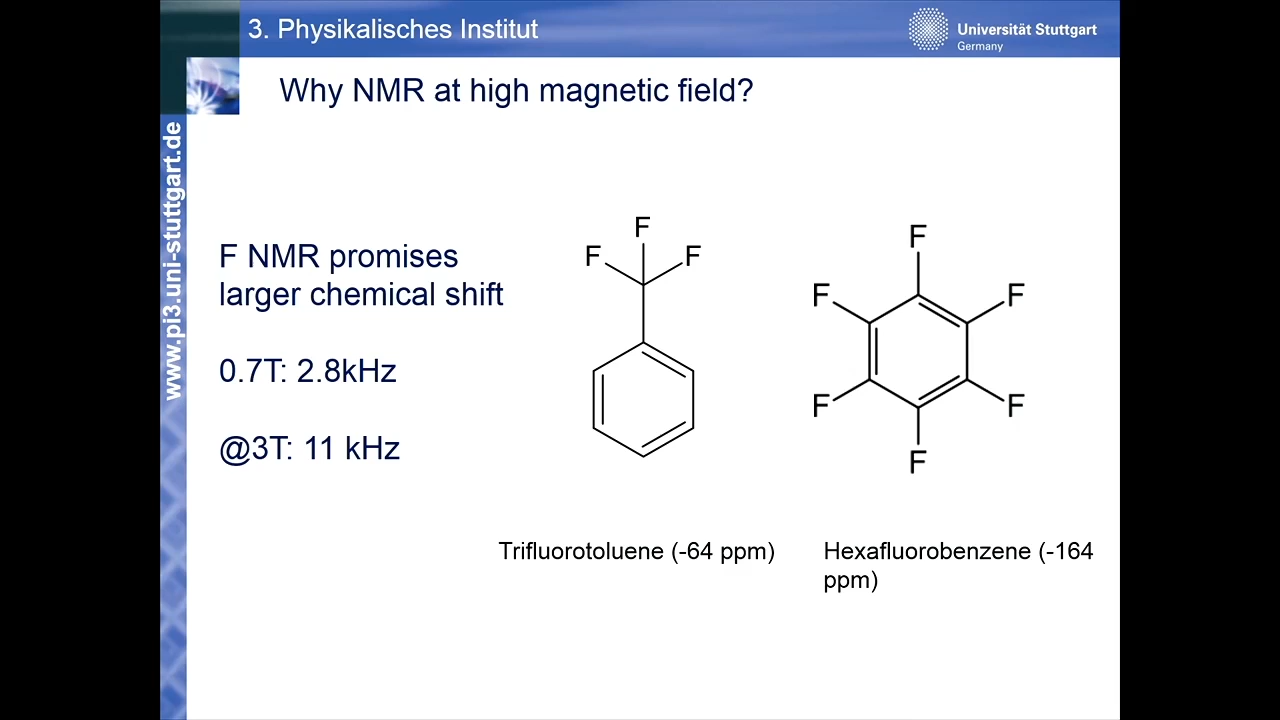 3. Physikalisches Institut
Universität Stuttgart
Germany
Why NMR at high magnetic field?
www.pi3.uni-stuttgart.de
F NMR promises
larger chemical shift
0.7T: 2.8kHz
@3T: 11 kHz
F
F
F
F
F
F
F
F
F
Trifluorotoluene (-64 ppm)
Hexafluorobenzene (-164
ppm)